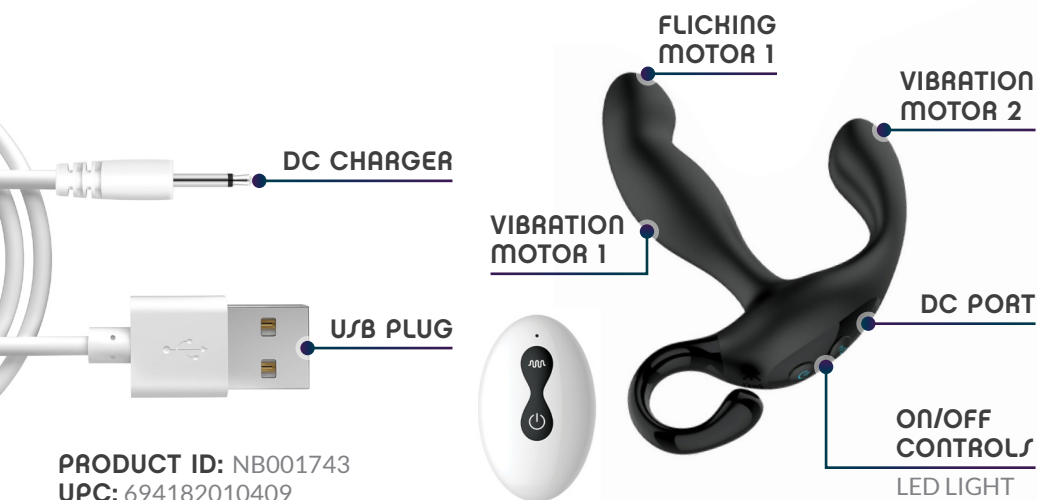 FLICKING
MOTOR 1
VIBRATION
MOTOR 2
DC CHARGER
VIBRATION
MOTOR 1
DC PORT
USB PLUG
ON/OFF
CONTROLS
LED LIGHT
PRODUCT ID: NB001743
UPC: 694182010409